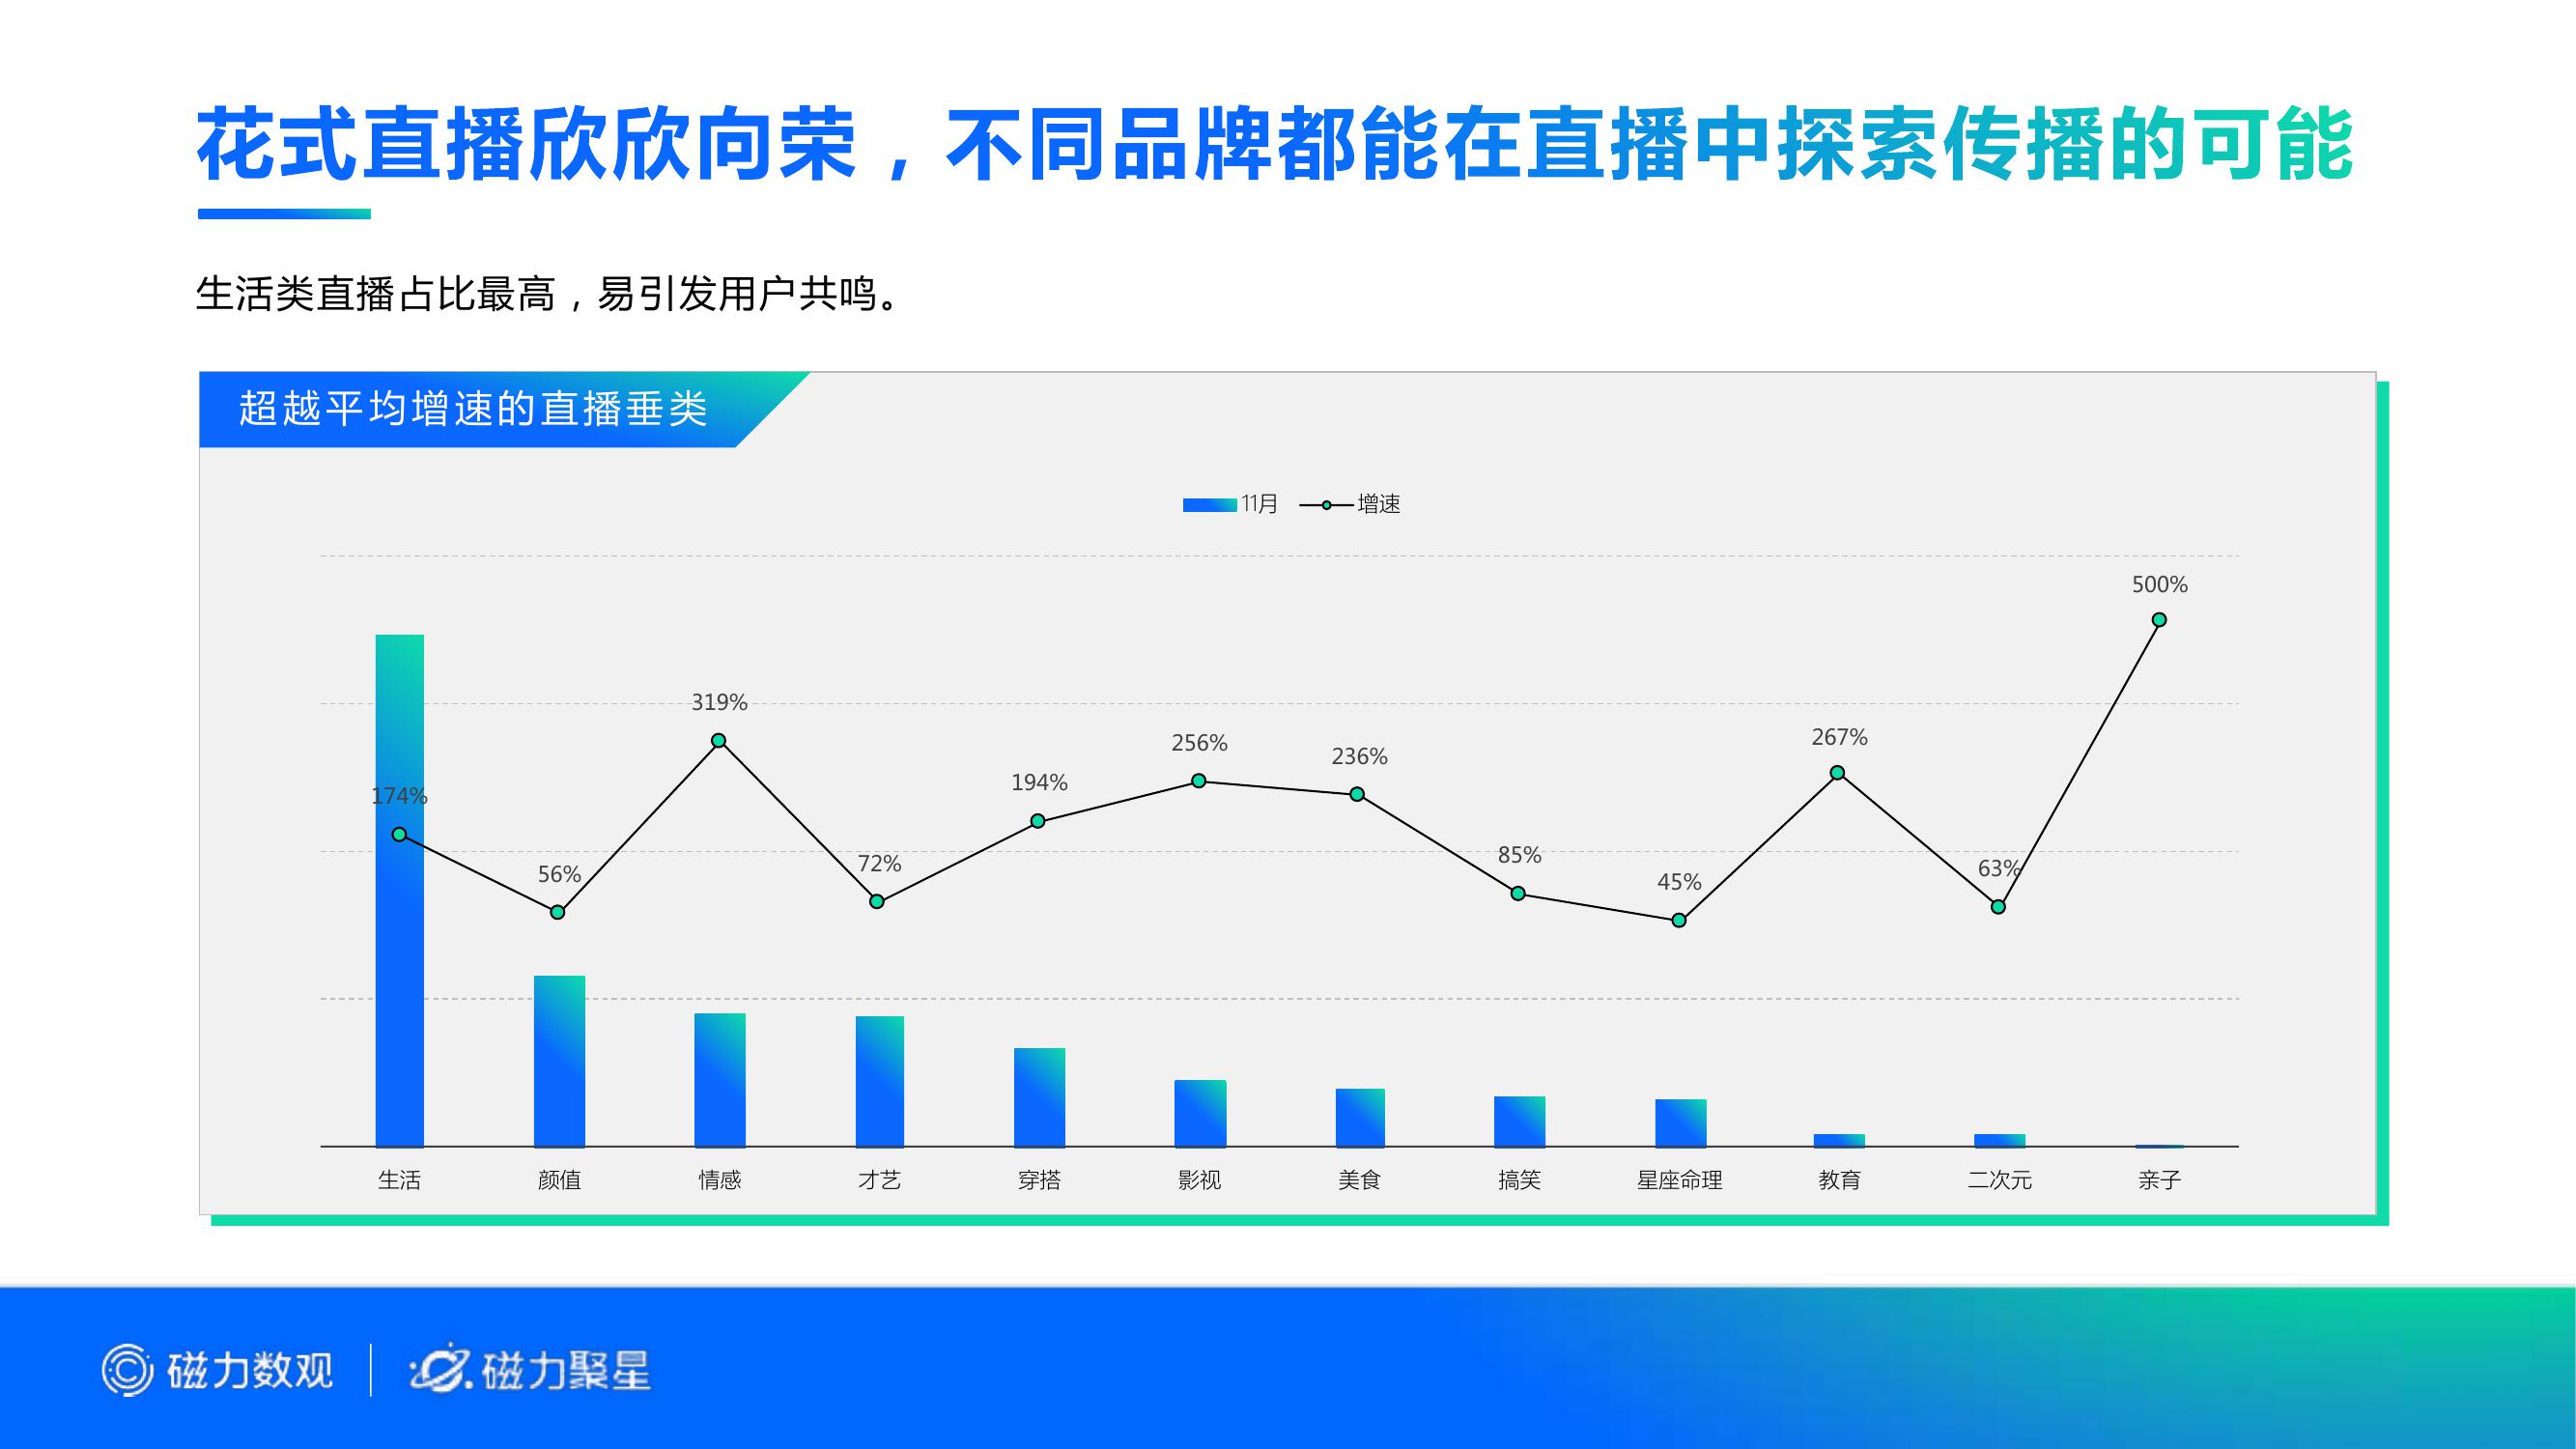 花式直播欣欣向荣，不同品牌都能在直播中探索传播的可能
生活类直播占比最高，易引发用户共鸣。
超越平均增速的直播垂类
11月 增速
500%
319%
267%
256%
236%
194%
174%
85%
72%
63%
56%
45%
生活 颜值 情感 才艺 穿搭 影视 美食 搞笑 星座命理 教育 二次元 亲子
磁力数观 磁力聚星